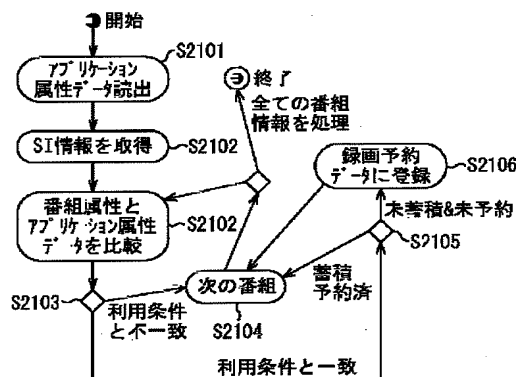 開始
S2101
アプリケーション
属性データ読出
終了
全ての番組
情報を処理
SI情報を取得
S2102
録画予約
データに登録
S2106
番組属性と
アプリケーション属性
データを比較
S2102
未蓄積&未予約
S2105
S2103
次の番組
蓄積
予約済
利用条件
と不一致
S2104
利用条件と一致